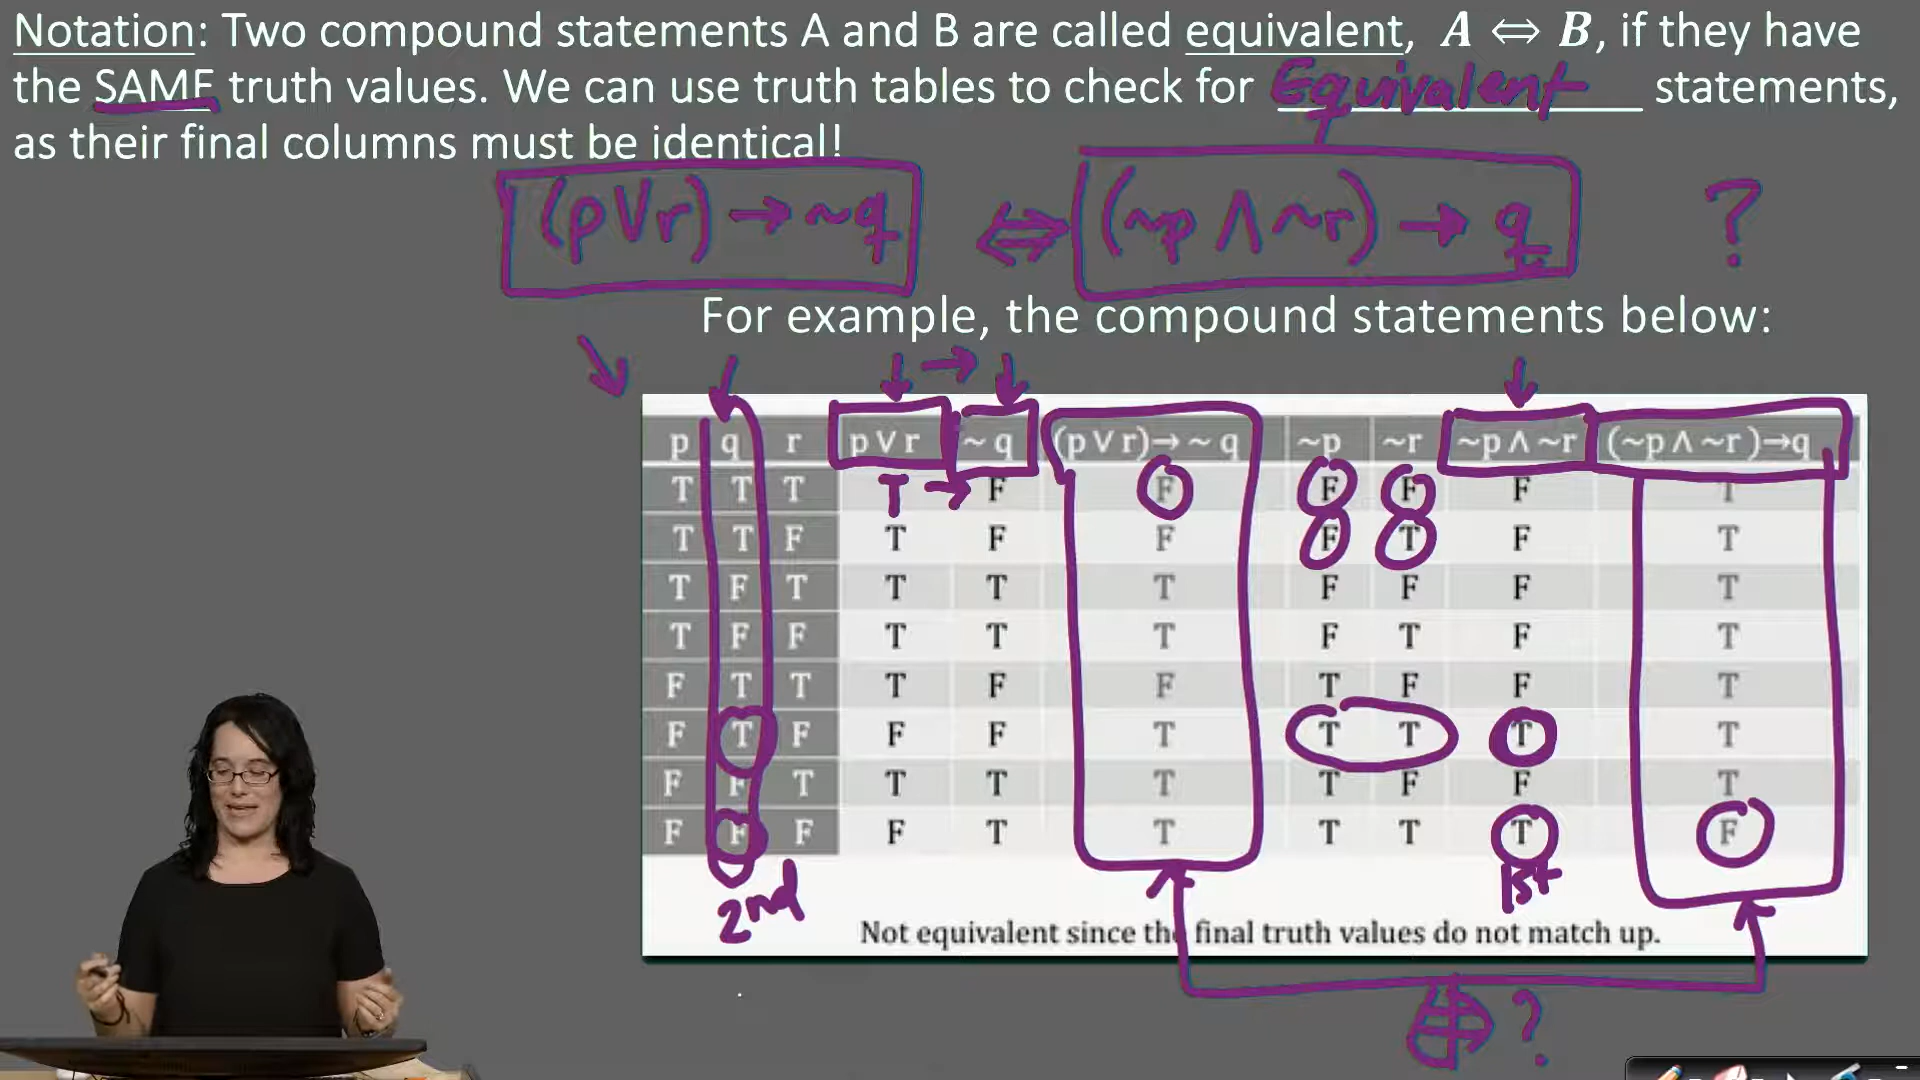 Notation: Two compound statements A and B are called equivalent, A ⇔ B, if they have
the SAME truth values. We can use truth tables to check for Equivalent statements,
as their final columns must be identical!
(p∨r) → ~q ⇔ (~p ∧ ~r) → q ?
For example, the compound statements below:
→
p q r p ∨ r ~ q (p ∨ r)→ ~ q ~p ~r ~p ∧ ~r (~p ∧ ~r )→q
T T T T → F F F F F T
T T F T F F F T F T
T F T T T T F F F T
T F F T T T F T F T
F T T T F F T F F T
F T F F F T T T T T
F F T T T T T F F T
F F F F T T T T T F
2nd 1st
Not equivalent since the final truth values do not match up.
?